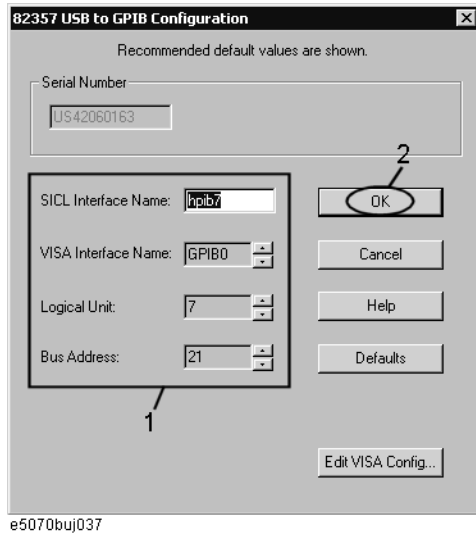 82357 USB to GPIB Configuration
Recommended default values are shown.
Serial Number
US42060163
2
SICL Interface Name: hpib7 OK
VISA Interface Name: GPIB0 Cancel
Logical Unit: 7 Help
Bus Address: 21 Defaults
1
Edit VISA Config...
e5070buj037